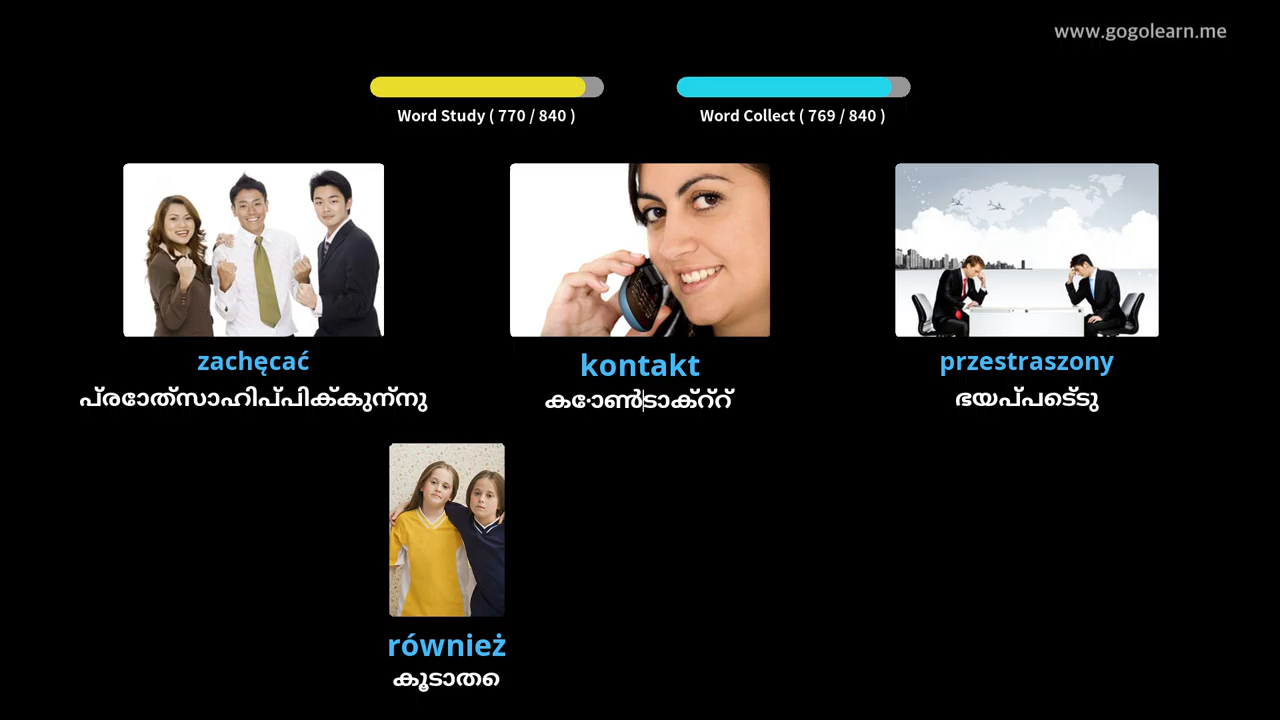 www.gogolearn.me
Word Study ( 770 / 840 ) Word Collect ( 769 / 840 )
zachęcać kontakt przestraszony
പ്രോത്സാഹിപ്പിക്കുന്നു കോൺടാക്റ്റ് ഭയപ്പെട്ടു
również
കൂടാതെ